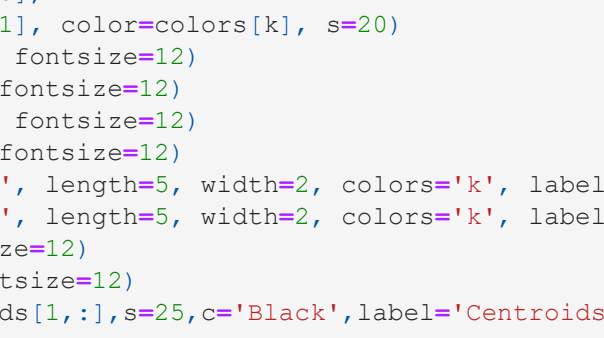 1], color=colors[k], s=20)
fontsize=12)
fontsize=12)
fontsize=12)
fontsize=12)
', length=5, width=2, colors='k', label
', length=5, width=2, colors='k', label
ze=12)
tsize=12)
ds[1,:],s=25,c='Black',label='Centroids